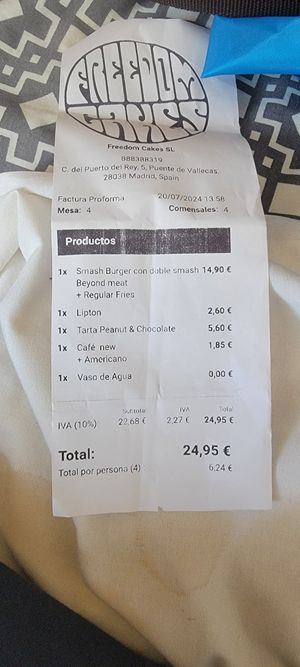 FREEDOM
CAKES
Freedom Cakes SL
B88388319
C. del Puerto del Rey, 5, Puente de Vallecas,
28038 Madrid, Spain
Factura Proforma 20/07/2024 13:58
Mesa: 4 Comensales: 4
Productos
1x Smash Burger con doble smash 14,90 €
Beyond meat
+ Regular Fries
1x Lipton 2,60 €
1x Tarta Peanut & Chocolate 5,60 €
1x Café new 1,85 €
+ Americano
1x Vaso de Agua 0,00 €
Subtotal IVA Total
IVA (10%) 22,68 € 2,27 € 24,95 €
Total: 24,95 €
Total por persona (4) 6,24 €